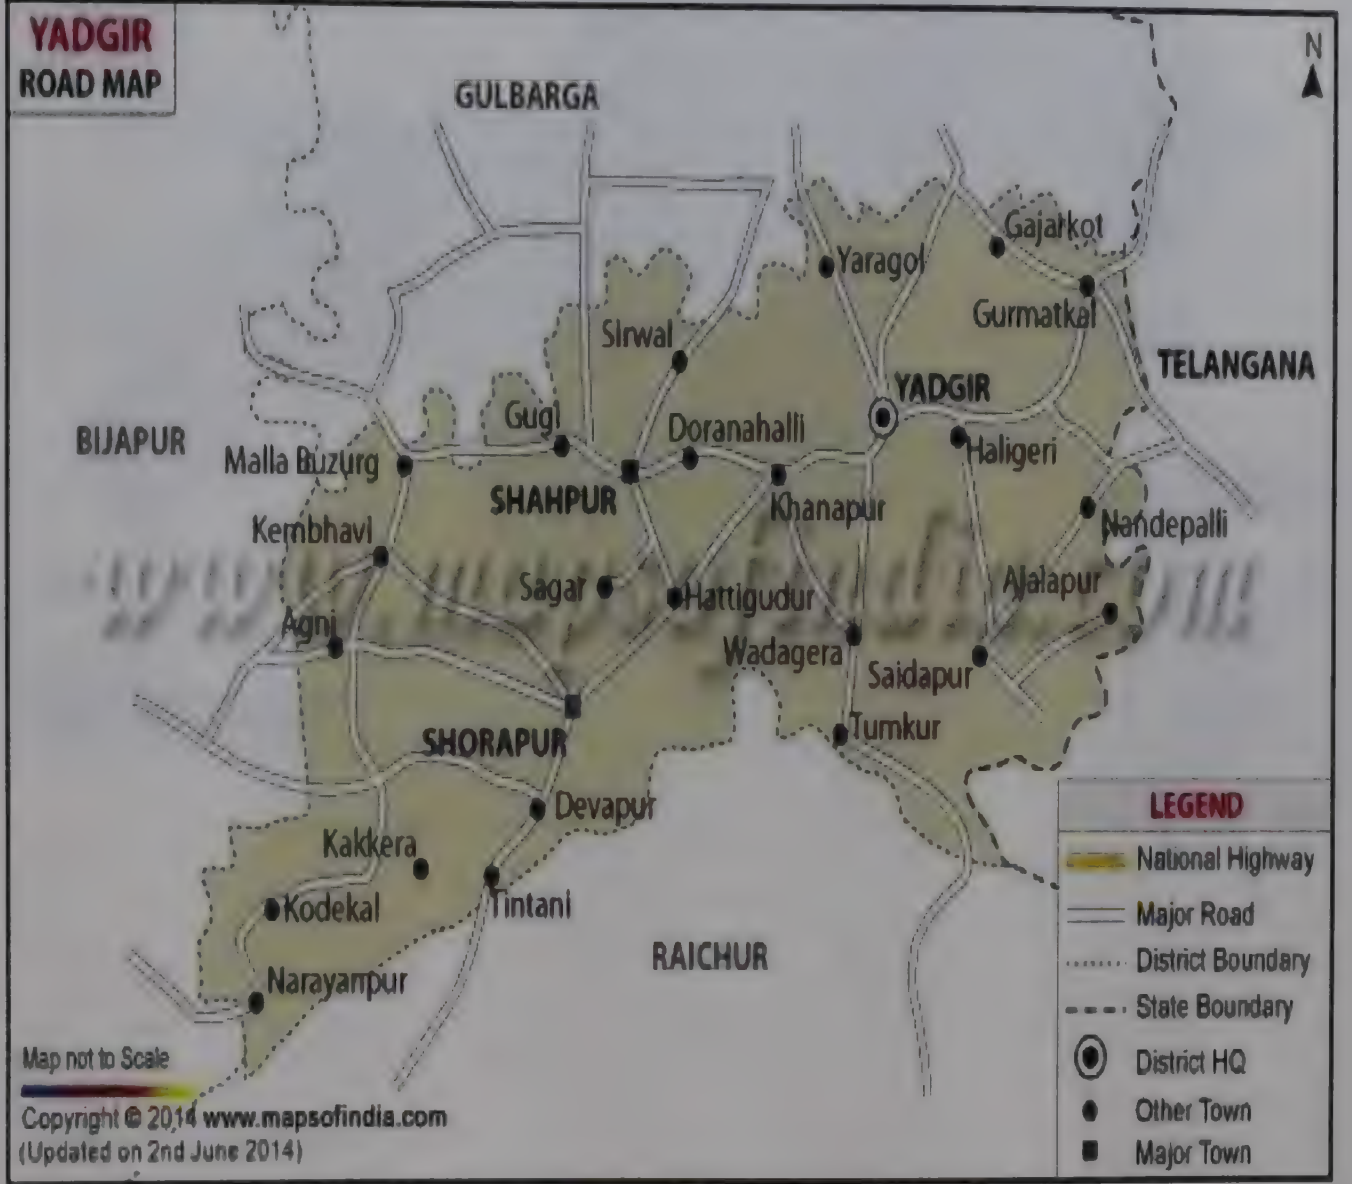 YADGIR
ROAD MAP
N
GULBARGA
Gajarkot
Yaragol
Gurmatkal
Sirwal
TELANGANA
YADGIR
Gugi
Doranahalli
BIJAPUR
Malla Buzurg
Haligeri
SHAHPUR
Khanapur
Kembhavi
Nandepalli
Sagar
Hattigudur
Ajalapur
Agni
Wadagera
Saidapur
SHORAPUR
Tumkur
Devapur
Kakkera
Kodekal
Tintani
RAICHUR
Narayanpur
LEGEND
National Highway
Major Road
District Boundary
State Boundary
District HQ
Other Town
Major Town
Map not to Scale
Copyright © 2014 www.mapsofindia.com
(Updated on 2nd June 2014)